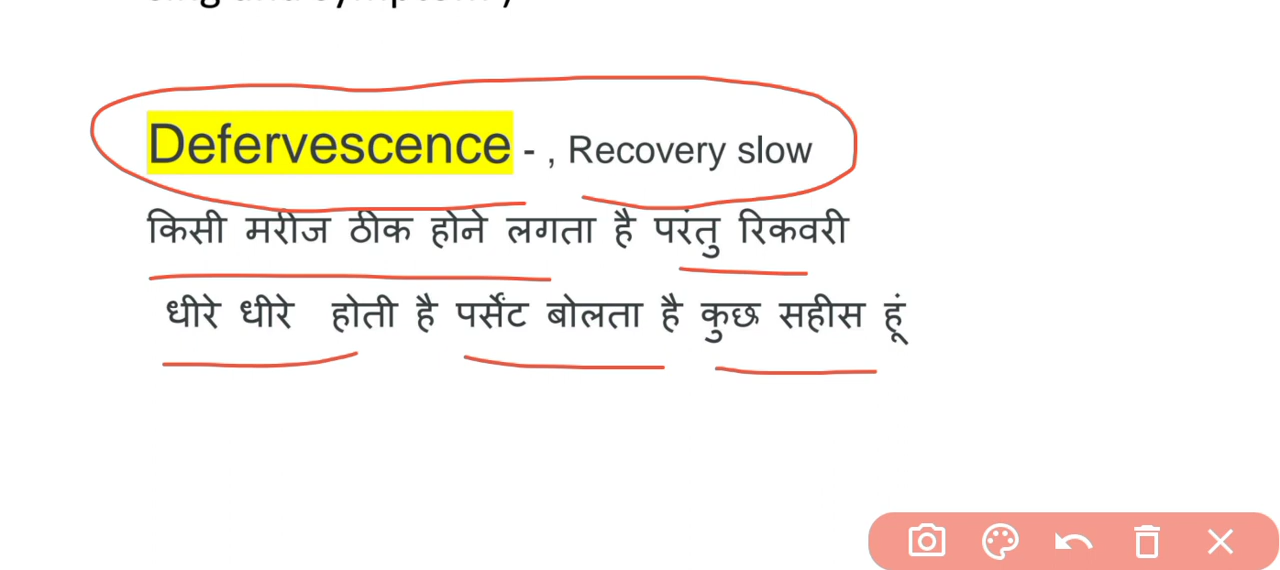 Defervescence - , Recovery slow
किसी मरीज ठीक होने लगता है परंतु रिकवरी
धीरे धीरे होती है पर्सेंट बोलता है कुछ सहीस हूं